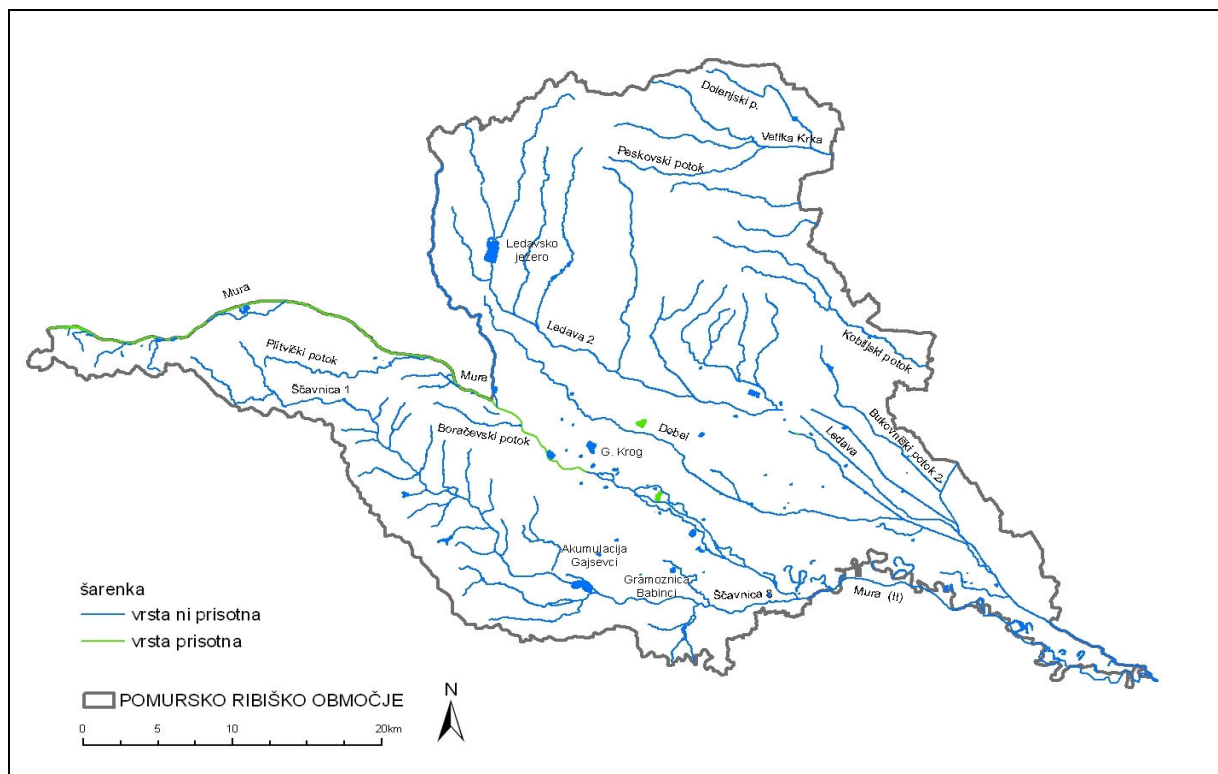 Dolenjski p.
Velika Krka
Peskovski potok
Ledavsko
jezero
Mura
Ledava 2
Kobiljski potok
Plitvički potok
Mura
Ščavnica 1
Boračevski potok
Dobel
Bukovniški potok 2
Ledava
G. Krog
Akumulacija
Gajsevci
Gramoznica
Babinci
Ščavnica
Mura (II)
šarenka
vrsta ni prisotna
vrsta prisotna
POMURSKO RIBIŠKO OBMOČJE
N
0 5 10 20km